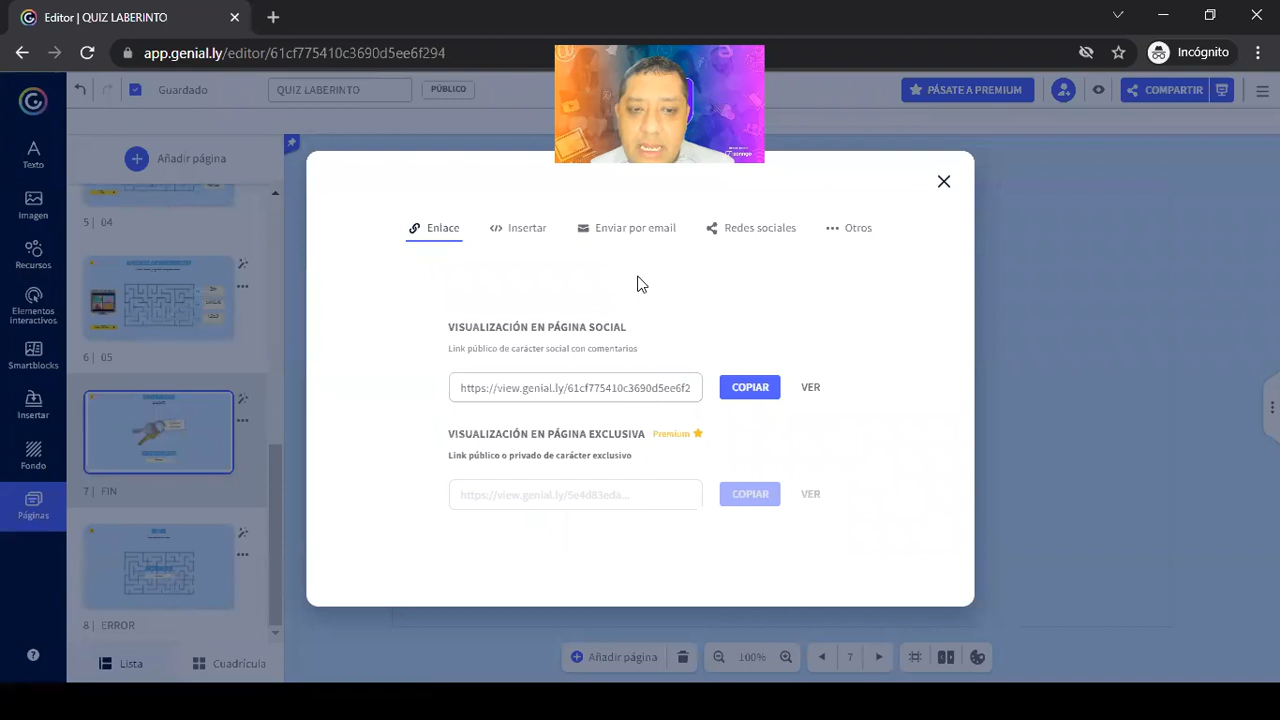 Editor | QUIZ LABERINTO
app.genial.ly/editor/61cf775410c3690d5ee6f294
Incógnito
Guardado
QUIZ LABERINTO
PÚBLICO
PÁSATE A PREMIUM
COMPARTIR
Texto
Imagen
Recursos
Elementos
interactivos
Smartblocks
Insertar
Fondo
Páginas
Añadir página
5 | 04
6 | 05
7 | FIN
8 | ERROR
Lista
Cuadrícula
Enlace
Insertar
Enviar por email
Redes sociales
Otros
VISUALIZACIÓN EN PÁGINA SOCIAL
Link público de carácter social con comentarios
https://view.genial.ly/61cf775410c3690d5ee6f2
COPIAR
VER
VISUALIZACIÓN EN PÁGINA EXCLUSIVA
Premium
Link público o privado de carácter exclusivo
https://view.genial.ly/5e4d83eda...
COPIAR
VER
Añadir página
100%
7